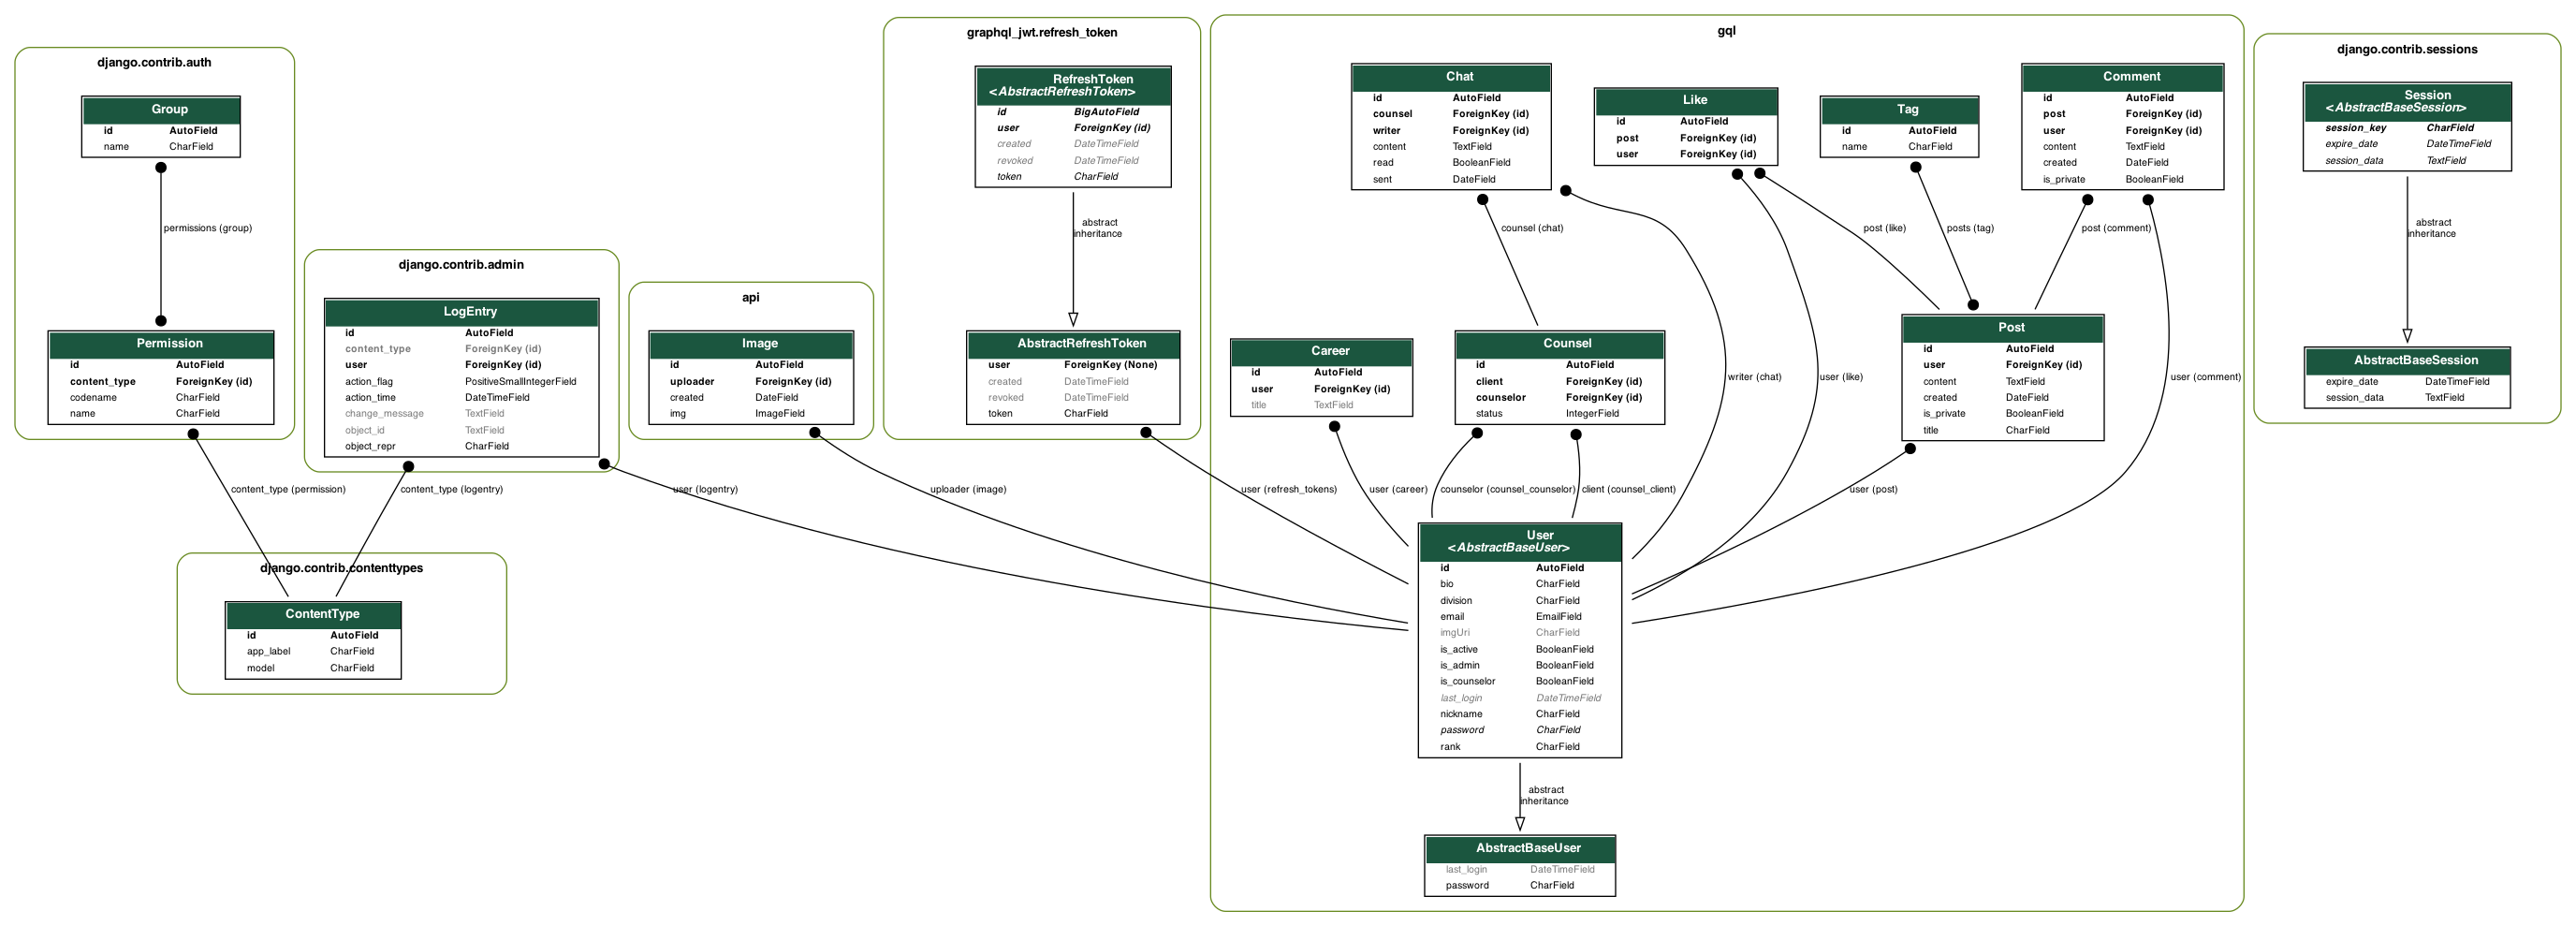 django.contrib.auth
Group
id AutoField
name CharField
permissions (group)
Permission
id AutoField
content_type ForeignKey (id)
codename CharField
name CharField
content_type (permission)
django.contrib.admin
LogEntry
id AutoField
content_type ForeignKey (id)
user ForeignKey (id)
action_flag PositiveSmallIntegerField
action_time DateTimeField
change_message TextField
object_id TextField
object_repr CharField
content_type (logentry)
user (logentry)
django.contrib.contenttypes
ContentType
id AutoField
app_label CharField
model CharField
api
Image
id AutoField
uploader ForeignKey (id)
created DateField
img ImageField
uploader (image)
graphql_jwt.refresh_token
RefreshToken
<AbstractRefreshToken>
id BigAutoField
user ForeignKey (id)
created DateTimeField
revoked DateTimeField
token CharField
abstract
inheritance
AbstractRefreshToken
user ForeignKey (None)
created DateTimeField
revoked DateTimeField
token CharField
user (refresh_tokens)
gql
Chat
id AutoField
counsel ForeignKey (id)
writer ForeignKey (id)
content TextField
read BooleanField
sent DateField
Like
id AutoField
post ForeignKey (id)
user ForeignKey (id)
Tag
id AutoField
name CharField
Comment
id AutoField
post ForeignKey (id)
user ForeignKey (id)
content TextField
created DateField
is_private BooleanField
counsel (chat)
post (like)
posts (tag)
post (comment)
Career
id AutoField
user ForeignKey (id)
title TextField
Counsel
id AutoField
client ForeignKey (id)
counselor ForeignKey (id)
status IntegerField
writer (chat)
user (like)
Post
id AutoField
user ForeignKey (id)
content TextField
created DateField
is_private BooleanField
title CharField
user (comment)
user (career)
counselor (counsel_counselor)
client (counsel_client)
user (post)
User
<AbstractBaseUser>
id AutoField
bio CharField
division CharField
email EmailField
imgUri CharField
is_active BooleanField
is_admin BooleanField
is_counselor BooleanField
last_login DateTimeField
nickname CharField
password CharField
rank CharField
abstract
inheritance
AbstractBaseUser
last_login DateTimeField
password CharField
django.contrib.sessions
Session
<AbstractBaseSession>
session_key CharField
expire_date DateTimeField
session_data TextField
abstract
inheritance
AbstractBaseSession
expire_date DateTimeField
session_data TextField